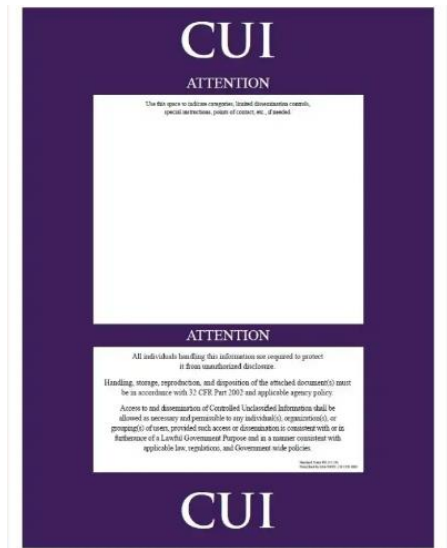 CUI
ATTENTION
Use this space to indicate categories, limited dissemination controls,
special instructions, points of contact, etc., if needed.
ATTENTION
All individuals handling this information are required to protect
it from unauthorized disclosure.
Handling, storage, reproduction, and disposition of the attached document(s) must
be in accordance with 32 CFR Part 2002 and applicable agency policy.
Access to and dissemination of Controlled Unclassified Information shall be
allowed as necessary and permissible to any individual(s), organization(s), or
grouping(s) of users, provided such access or dissemination is consistent with or in
furtherance of a Lawful Government Purpose and in a manner consistent with
applicable law, regulations, and Government wide policies.
CUI